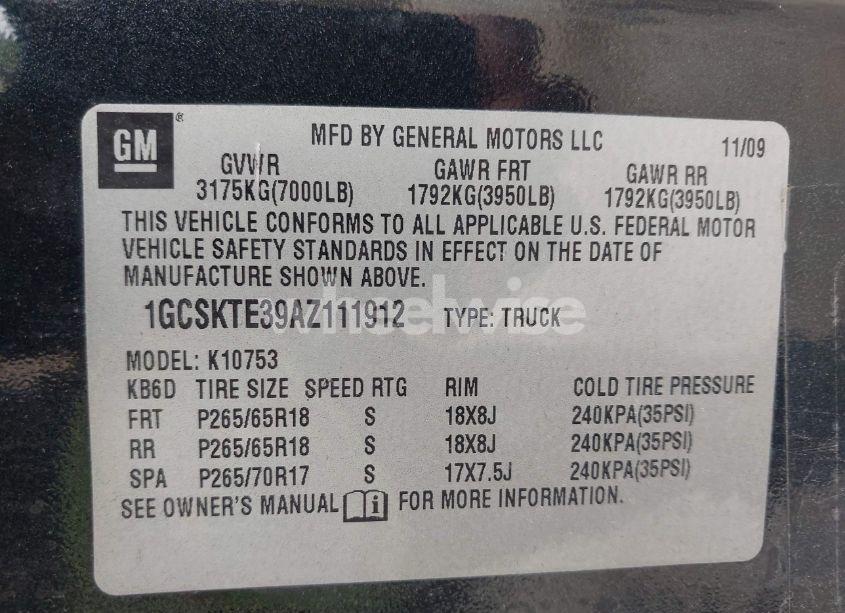 GM®
MFD BY GENERAL MOTORS LLC 11/09
GVWR GAWR FRT GAWR RR
3175KG(7000LB) 1792KG(3950LB) 1792KG(3950LB)
THIS VEHICLE CONFORMS TO ALL APPLICABLE U.S. FEDERAL MOTOR
VEHICLE SAFETY STANDARDS IN EFFECT ON THE DATE OF
MANUFACTURE SHOWN ABOVE.
1GCSKTE39AZ111912 TYPE: TRUCK
wheelwise
MODEL: K10753
KB6D TIRE SIZE SPEED RTG RIM COLD TIRE PRESSURE
FRT P265/65R18 S 18X8J 240KPA(35PSI)
RR P265/65R18 S 18X8J 240KPA(35PSI)
SPA P265/70R17 S 17X7.5J 240KPA(35PSI)
SEE OWNER'S MANUAL i FOR MORE INFORMATION.